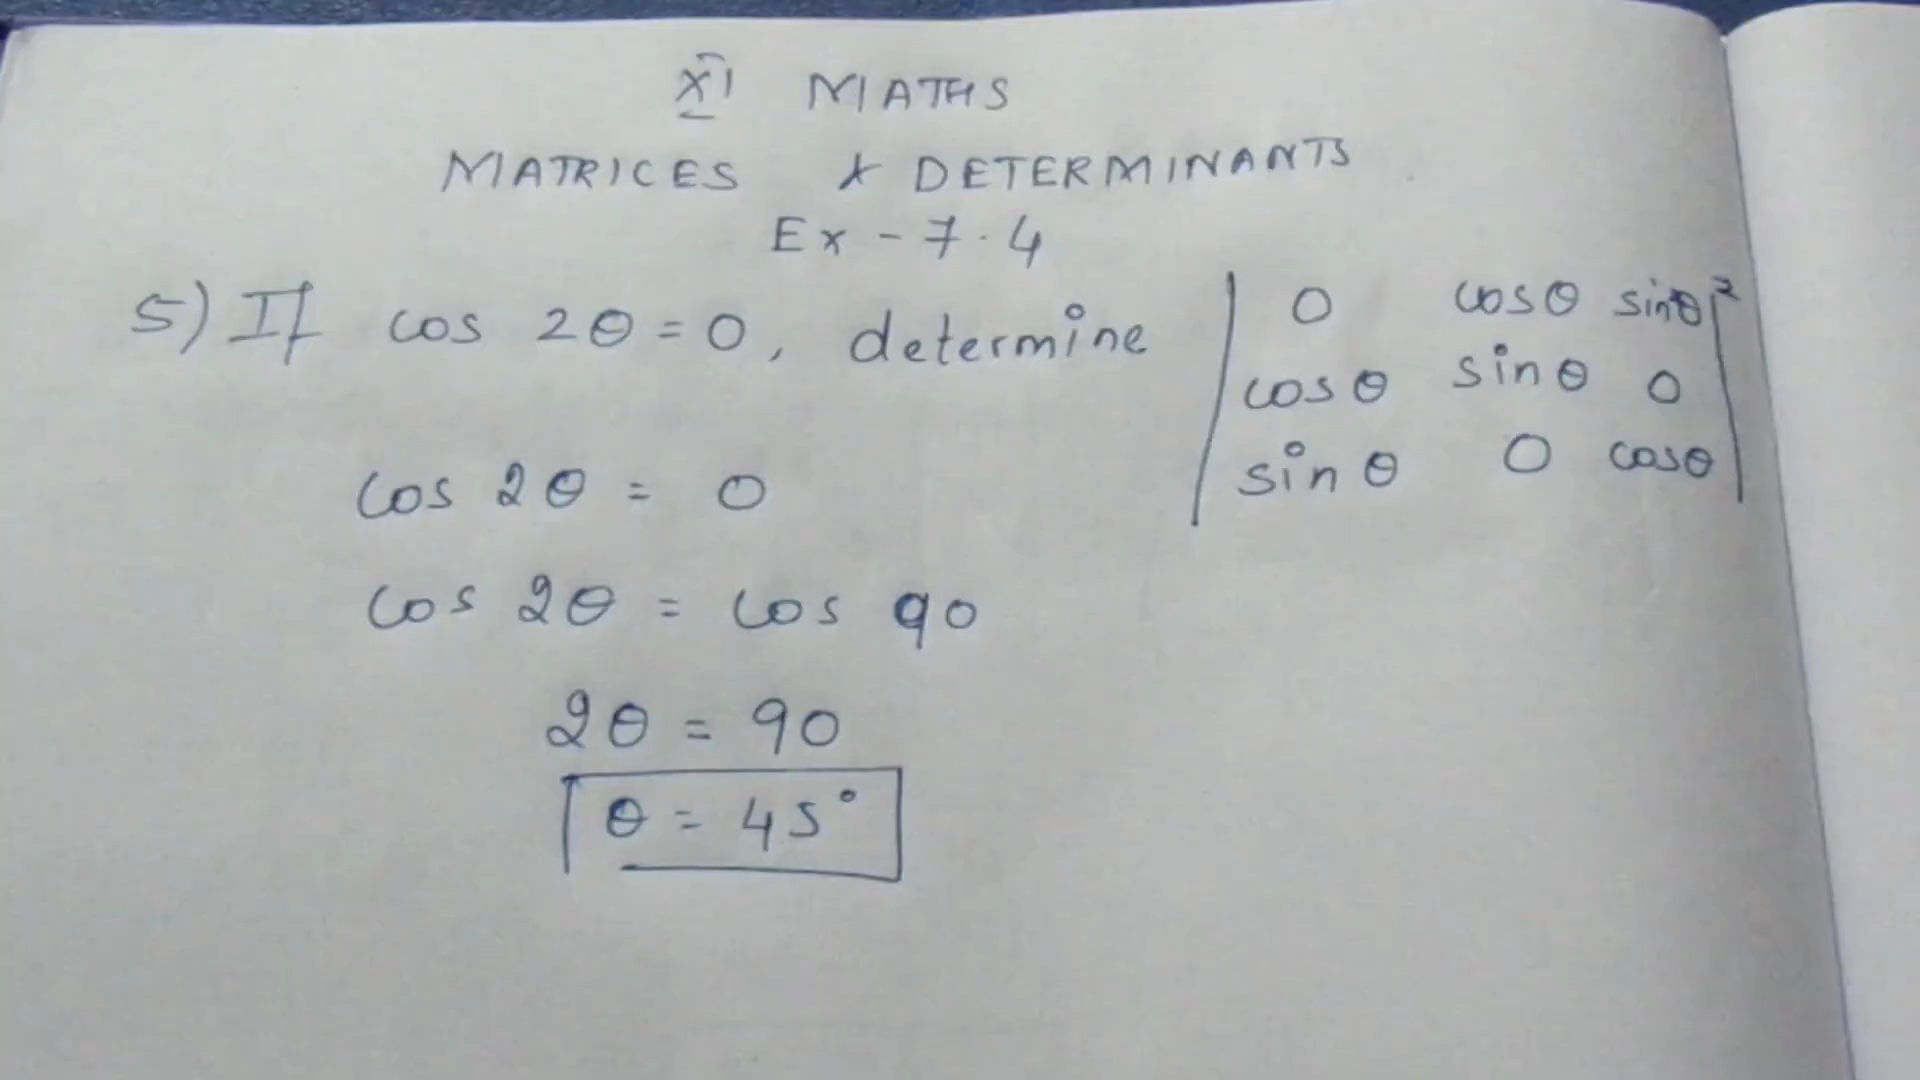 XI MATHS
MATRICES & DETERMINANTS
Ex - 7.4
5) If cos 2θ = 0, determine | 0 cosθ sinθ |²
| cosθ sinθ 0 |
| sinθ 0 cosθ |
cos 2θ = 0
cos 2θ = cos 90
2θ = 90
θ = 45°